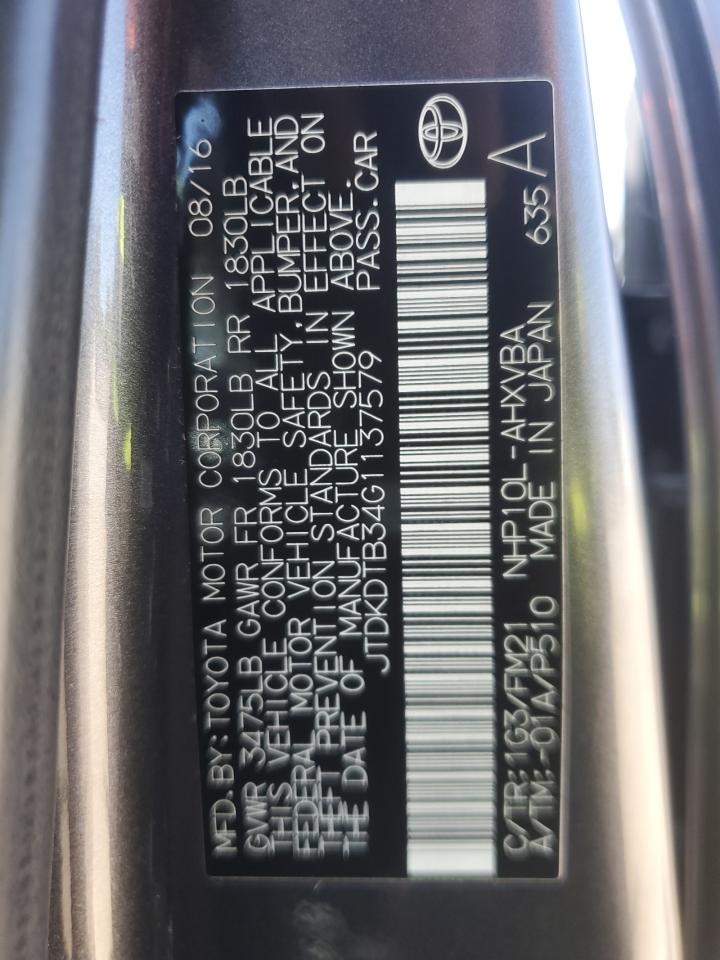 MFD. BY: TOYOTA MOTOR CORPORATION 08/16
GVWR 3475LB GAWR FR 1830LB RR 1830LB
THIS VEHICLE CONFORMS TO ALL APPLICABLE
FEDERAL MOTOR VEHICLE SAFETY, BUMPER, AND
THEFT PREVENTION STANDARDS IN EFFECT ON
THE DATE OF MANUFACTURE SHOWN ABOVE.
JTDKDTB34G1137579 PASS. CAR
C/TR: 1G3/FM21 NHP10L-AHXVBA 635 A
A/TM: -01A/P510 MADE IN JAPAN